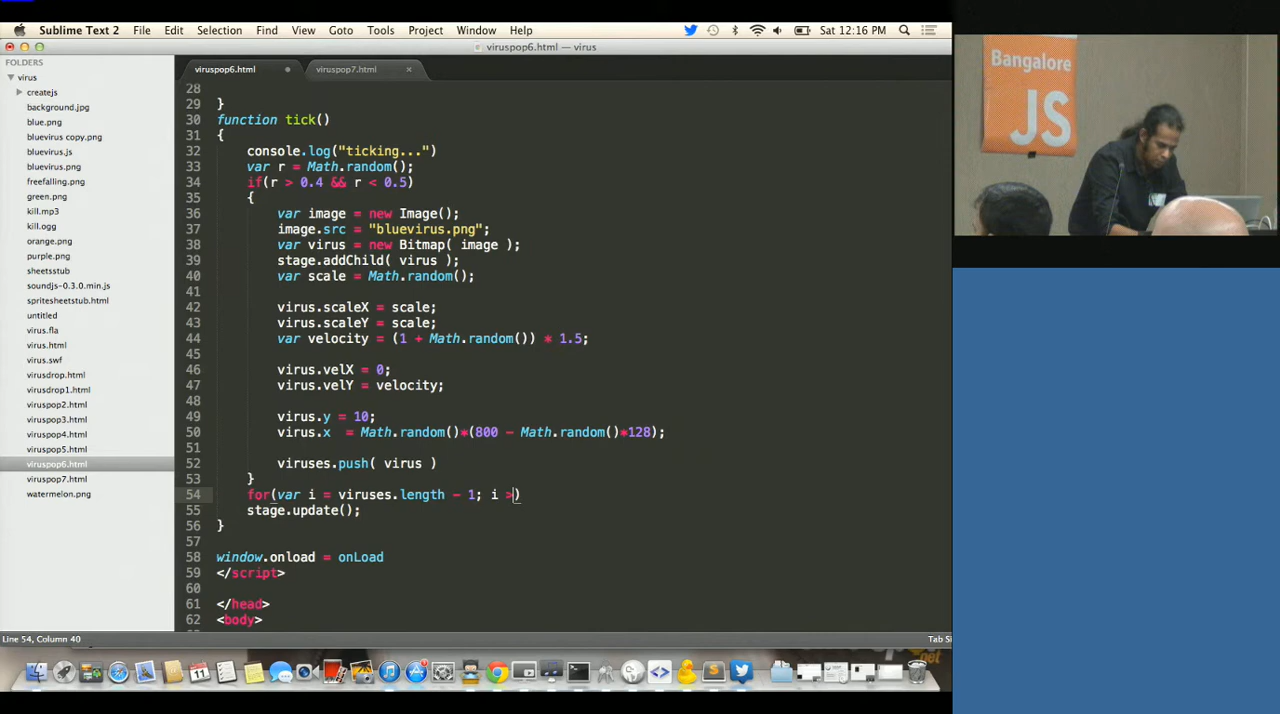 Sublime Text 2 File Edit Selection Find View Goto Tools Project Window Help Sat 12:16 PM
viruspop6.html — virus
FOLDERS
virus
createjs
background.jpg
blue.png
bluevirus copy.png
bluevirus.js
bluevirus.png
freefalling.png
green.png
kill.mp3
kill.ogg
orange.png
purple.png
sheetsstub
soundjs-0.3.0.min.js
spritesheetstub.html
untitled
virus.fla
virus.html
virus.swf
virusdrop.html
virusdrop1.html
viruspop2.html
viruspop3.html
viruspop4.html
viruspop5.html
viruspop6.html
viruspop7.html
watermelon.png
viruspop6.html viruspop7.html
28
29 }
30 function tick()
31 {
32 console.log("ticking...")
33 var r = Math.random();
34 if(r > 0.4 && r < 0.5)
35 {
36 var image = new Image();
37 image.src = "bluevirus.png";
38 var virus = new Bitmap( image );
39 stage.addChild( virus );
40 var scale = Math.random();
41
42 virus.scaleX = scale;
43 virus.scaleY = scale;
44 var velocity = (1 + Math.random()) * 1.5;
45
46 virus.velX = 0;
47 virus.velY = velocity;
48
49 virus.y = 10;
50 virus.x = Math.random()*(800 - Math.random()*128);
51
52 viruses.push( virus )
53 }
54 for(var i = viruses.length - 1; i >)
55 stage.update();
56 }
57
58 window.onload = onLoad
59 </script>
60
61 </head>
62 <body>
Line 54, Column 40 Tab Si
Bangalore
JS